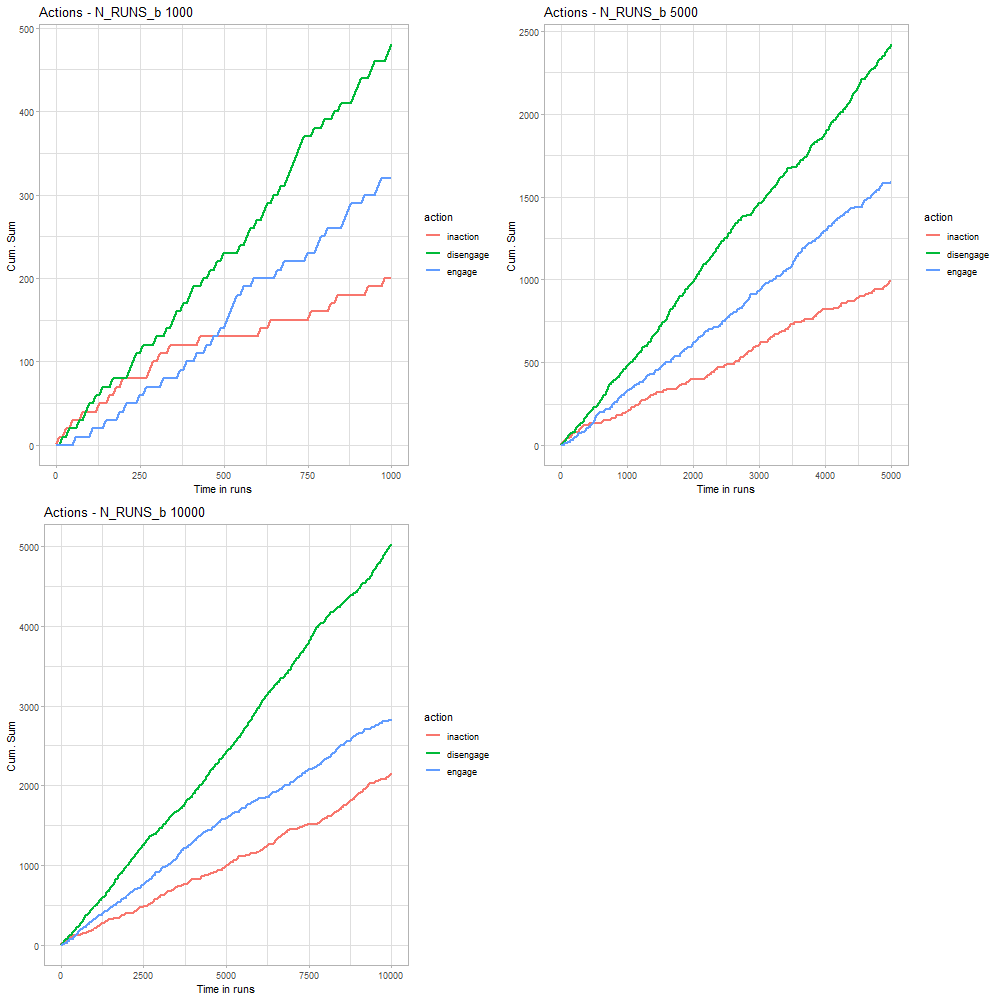 Actions - N_RUNS_b 1000
500
400
300
200
100
0
Cum. Sum
0 250 500 750 1000
Time in runs
action
inaction
disengage
engage
Actions - N_RUNS_b 5000
2500
2000
1500
1000
500
0
Cum. Sum
0 1000 2000 3000 4000 5000
Time in runs
action
inaction
disengage
engage
Actions - N_RUNS_b 10000
5000
4000
3000
2000
1000
0
Cum. Sum
0 2500 5000 7500 10000
Time in runs
action
inaction
disengage
engage